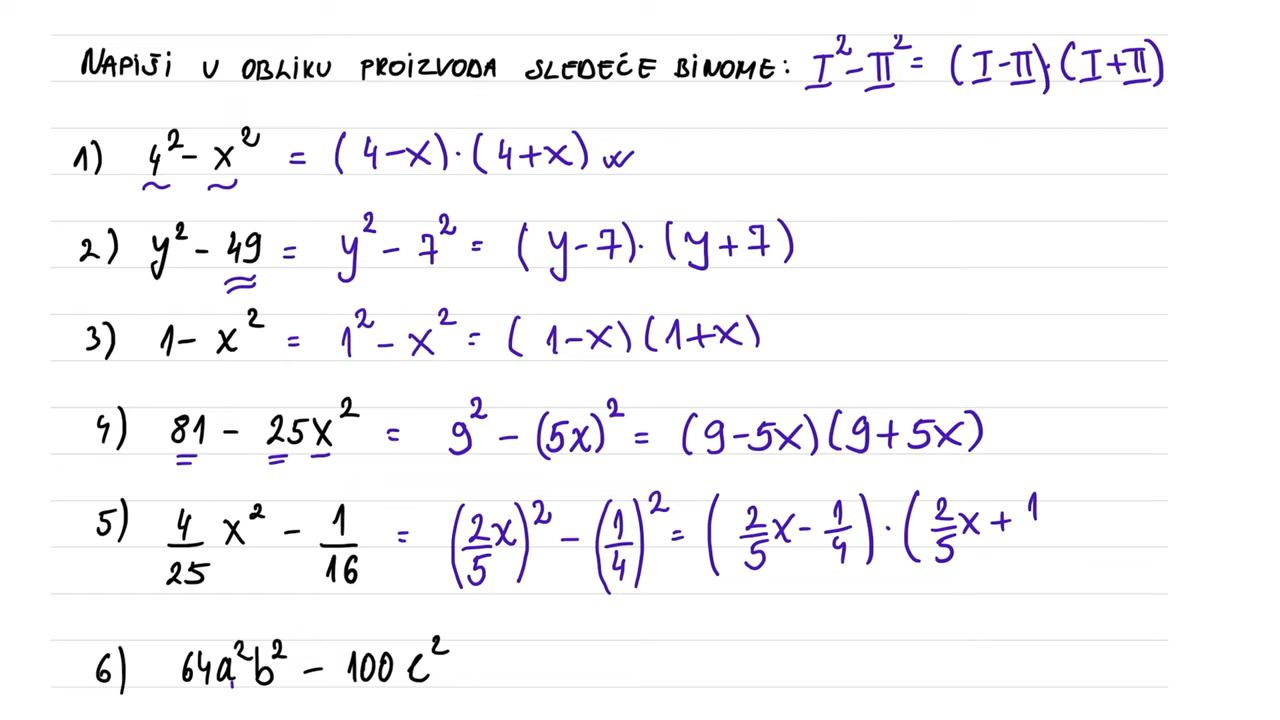 NAPIŠI U OBLIKU PROIZVODA SLEDEĆE BINOME: I² - II² = (I - II)·(I + II)
1) 4² - x² = (4 - x)·(4 + x)
2) y² - 49 = y² - 7² = (y - 7)·(y + 7)
3) 1 - x² = 1² - x² = (1 - x)(1 + x)
4) 81 - 25x² = 9² - (5x)² = (9 - 5x)(9 + 5x)
5) 4/25 x² - 1/16 = (2/5 x)² - (1/4)² = (2/5 x - 1/4)·(2/5 x + 1
6) 64a²b² - 100c²